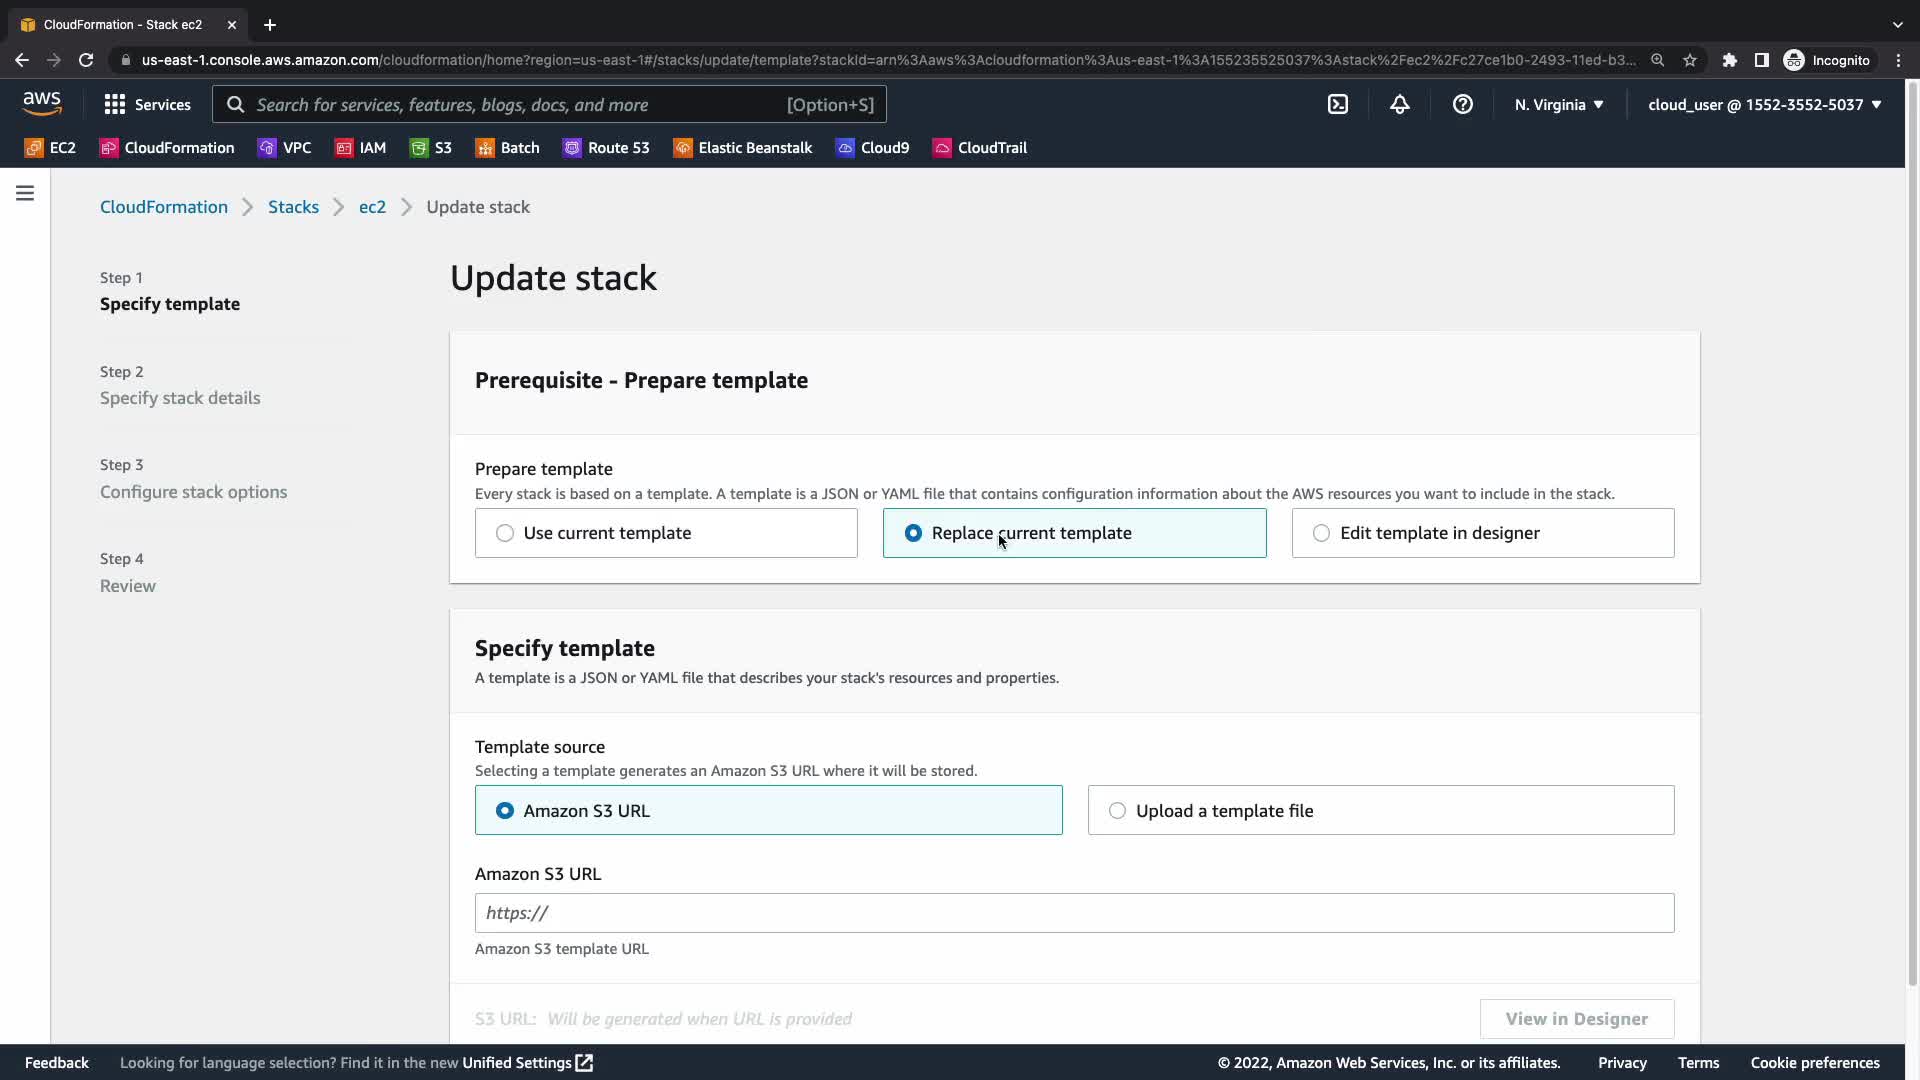 CloudFormation - Stack ec2
us-east-1.console.aws.amazon.com/cloudformation/home?region=us-east-1#/stacks/update/template?stackId=arn%3Aaws%3Acloudformation%3Aus-east-1%3A155235525037%3Astack%2Fec2%2Fc27ce1b0-2493-11ed-b3...
Incognito
aws
Services
Search for services, features, blogs, docs, and more
[Option+S]
N. Virginia
cloud_user @ 1552-3552-5037
EC2
CloudFormation
VPC
IAM
S3
Batch
Route 53
Elastic Beanstalk
Cloud9
CloudTrail
CloudFormation
Stacks
ec2
Update stack
Step 1
Specify template
Step 2
Specify stack details
Step 3
Configure stack options
Step 4
Review
Update stack
Prerequisite - Prepare template
Prepare template
Every stack is based on a template. A template is a JSON or YAML file that contains configuration information about the AWS resources you want to include in the stack.
Use current template
Replace current template
Edit template in designer
Specify template
A template is a JSON or YAML file that describes your stack's resources and properties.
Template source
Selecting a template generates an Amazon S3 URL where it will be stored.
Amazon S3 URL
Upload a template file
Amazon S3 URL
https://
Amazon S3 template URL
S3 URL: Will be generated when URL is provided
View in Designer
Feedback
Looking for language selection? Find it in the new Unified Settings
© 2022, Amazon Web Services, Inc. or its affiliates.
Privacy
Terms
Cookie preferences